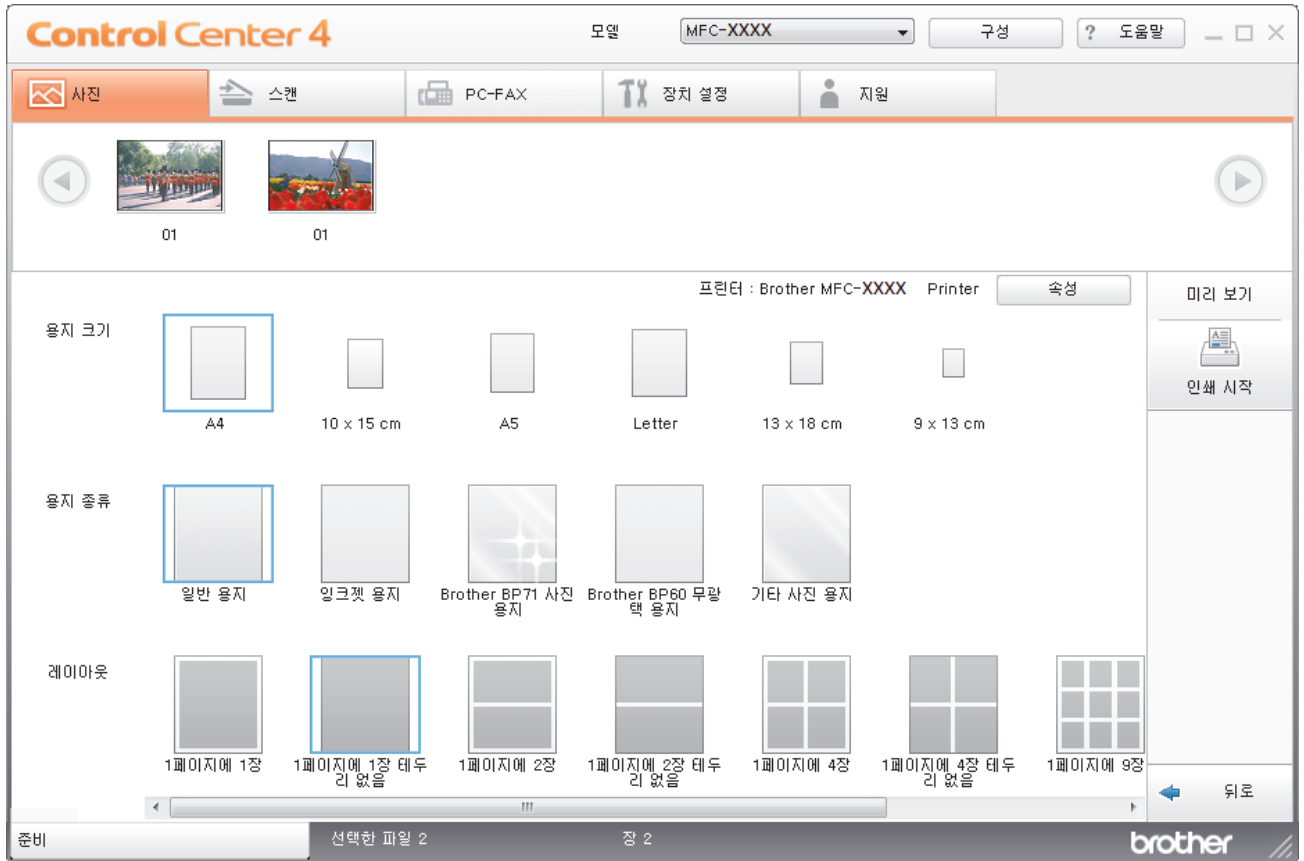 Control Center 4
모델 MFC-XXXX 구성 ? 도움말
사진 스캔 PC-FAX 장치 설정 지원
01 01
프린터 : Brother MFC-XXXX Printer 속성
미리 보기
인쇄 시작
용지 크기
A4 10 x 15 cm A5 Letter 13 x 18 cm 9 x 13 cm
용지 종류
일반 용지 잉크젯 용지 Brother BP71 사진 용지 Brother BP60 무광택 용지 기타 사진 용지
레이아웃
1페이지에 1장 1페이지에 1장 테두리 없음 1페이지에 2장 1페이지에 2장 테두리 없음 1페이지에 4장 1페이지에 4장 테두리 없음 1페이지에 9장
뒤로
준비 선택한 파일 2 장 2 brother